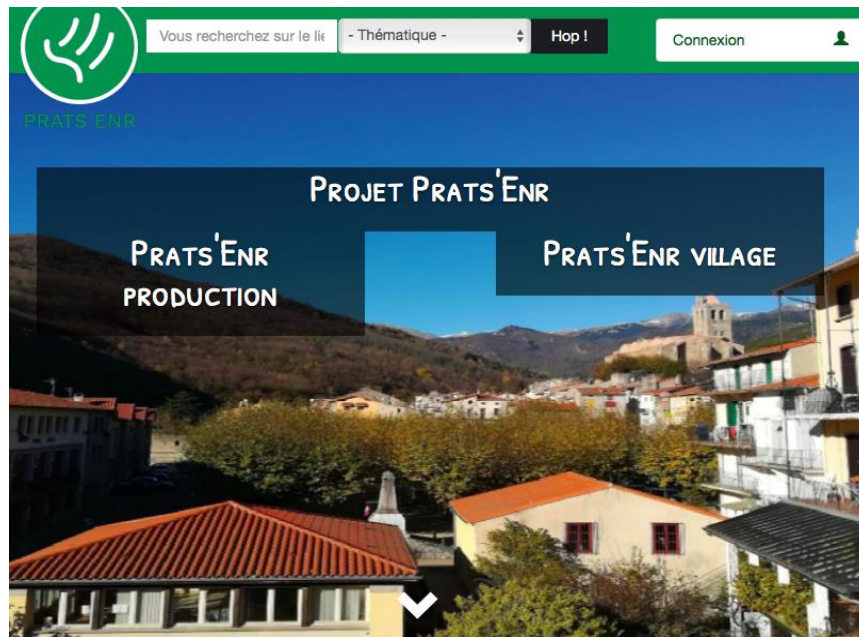 Vous recherchez sur le lie
- Thématique -
Hop !
Connexion
PRATS ENR
PROJET PRATS'ENR
PRATS'ENR
PRODUCTION
PRATS'ENR VILLAGE